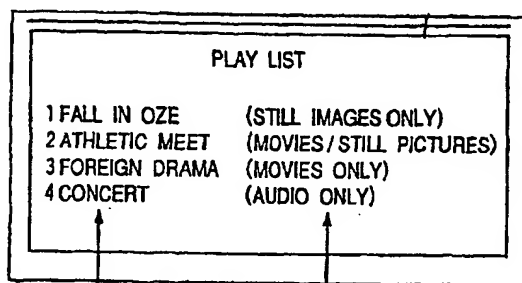 PLAY LIST
1 FALL IN OZE (STILL IMAGES ONLY)
2 ATHLETIC MEET (MOVIES / STILL PICTURES)
3 FOREIGN DRAMA (MOVIES ONLY)
4 CONCERT (AUDIO ONLY)